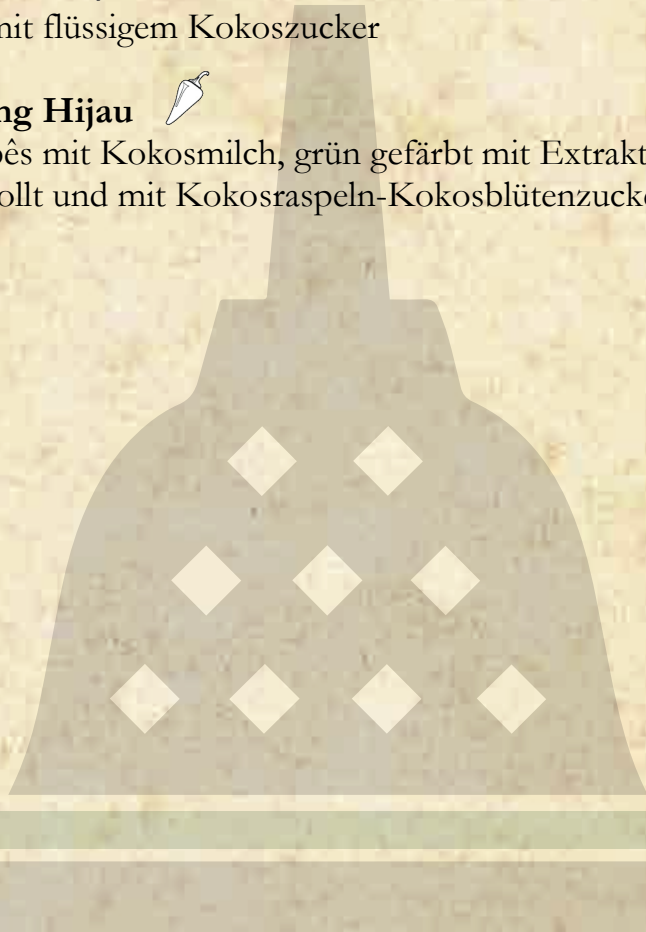 mit flüssigem Kokoszucker
ng Hijau
pês mit Kokosmilch, grün gefärbt mit Extrakt
ollt und mit Kokosraspeln-Kokosblütenzucke